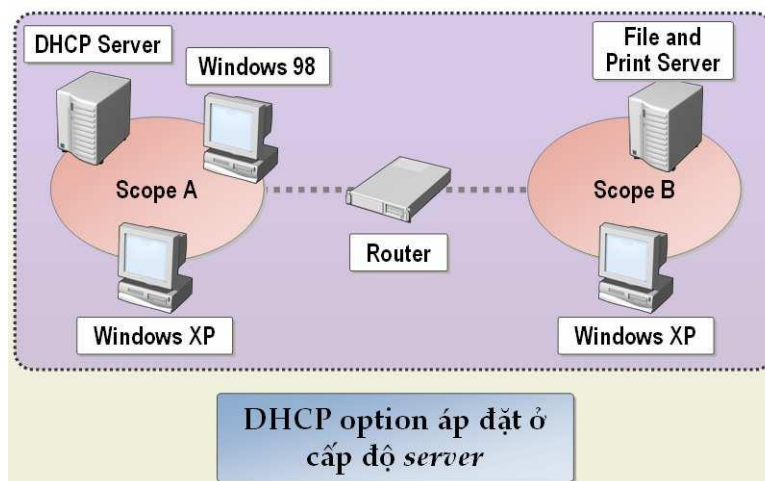 DHCP Server
Windows 98
File and
Print Server
Scope A
Scope B
Router
Windows XP
Windows XP
DHCP option áp đặt ở
cấp độ server